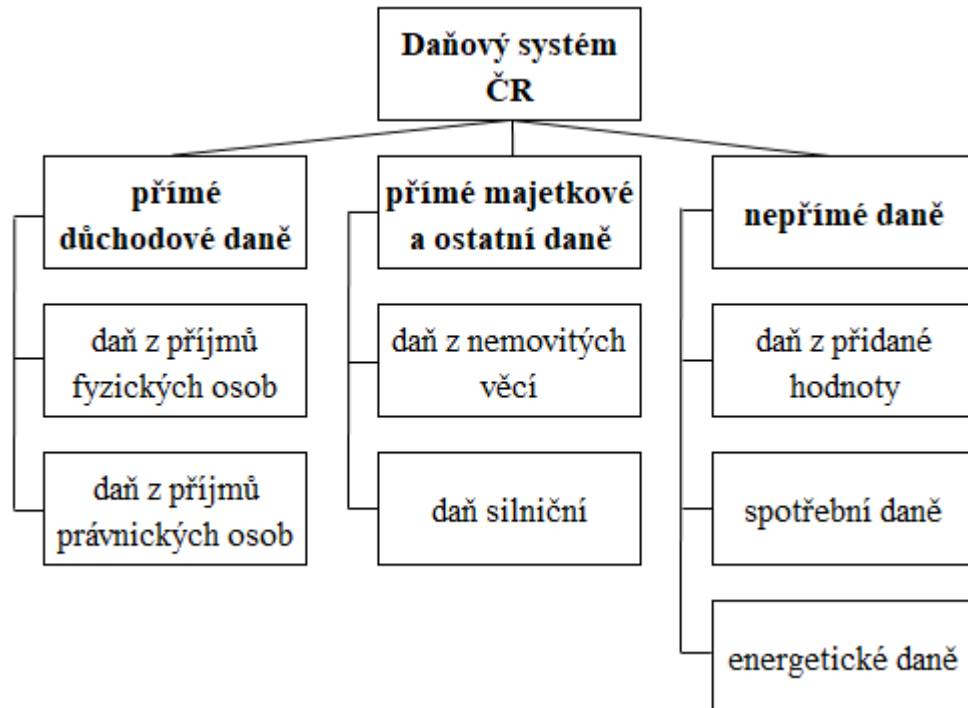 Daňový systém
ČR
přímé
důchodové daně
daň z příjmů
fyzických osob
daň z příjmů
právnických osob
přímé majetkové
a ostatní daně
daň z nemovitých
věcí
daň silniční
nepřímé daně
daň z přidané
hodnoty
spotřební daně
energetické daně